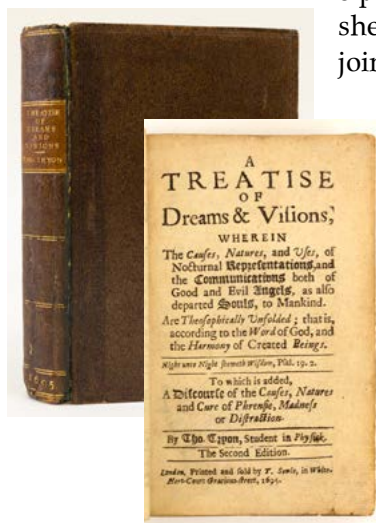 she
join
TREATISE
OF
DREAMS
AND
VISIONS
1695
A
TREATISE
OF
Dreams & Viſions,
WHEREIN
The Cauſes, Natures, and Uſes, of
Nocturnal Repreſentations, and
the Communications both of
Good and Evil Angels, as alſo
departed Souls, to Mankind.
Are Theoſophically Unfolded ; that is,
according to the Word of God, and
the Harmony of Created Beings.
Night unto Night ſheweth Wiſdom, Pſal. 19. 2.
To which is added,
A Diſcourſe of the Cauſes, Natures
and Cure of Phrenſie, Madneſs
or Diſtraction.
By Tho. Tryon, Student in Phyſick.
The Second Edition.
London, Printed and ſold by T. Sowle, in White-
Hart-Court Gracious-ſtreet, 1695.